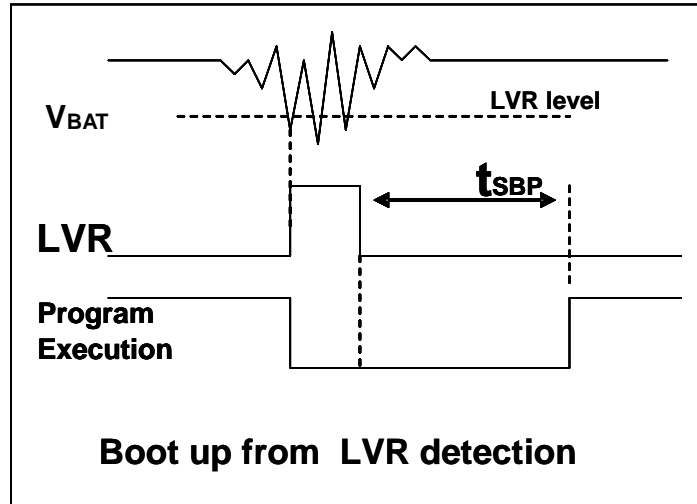 LVR level
VBAT
tSBP
LVR
Program
Execution
Boot up from LVR detection